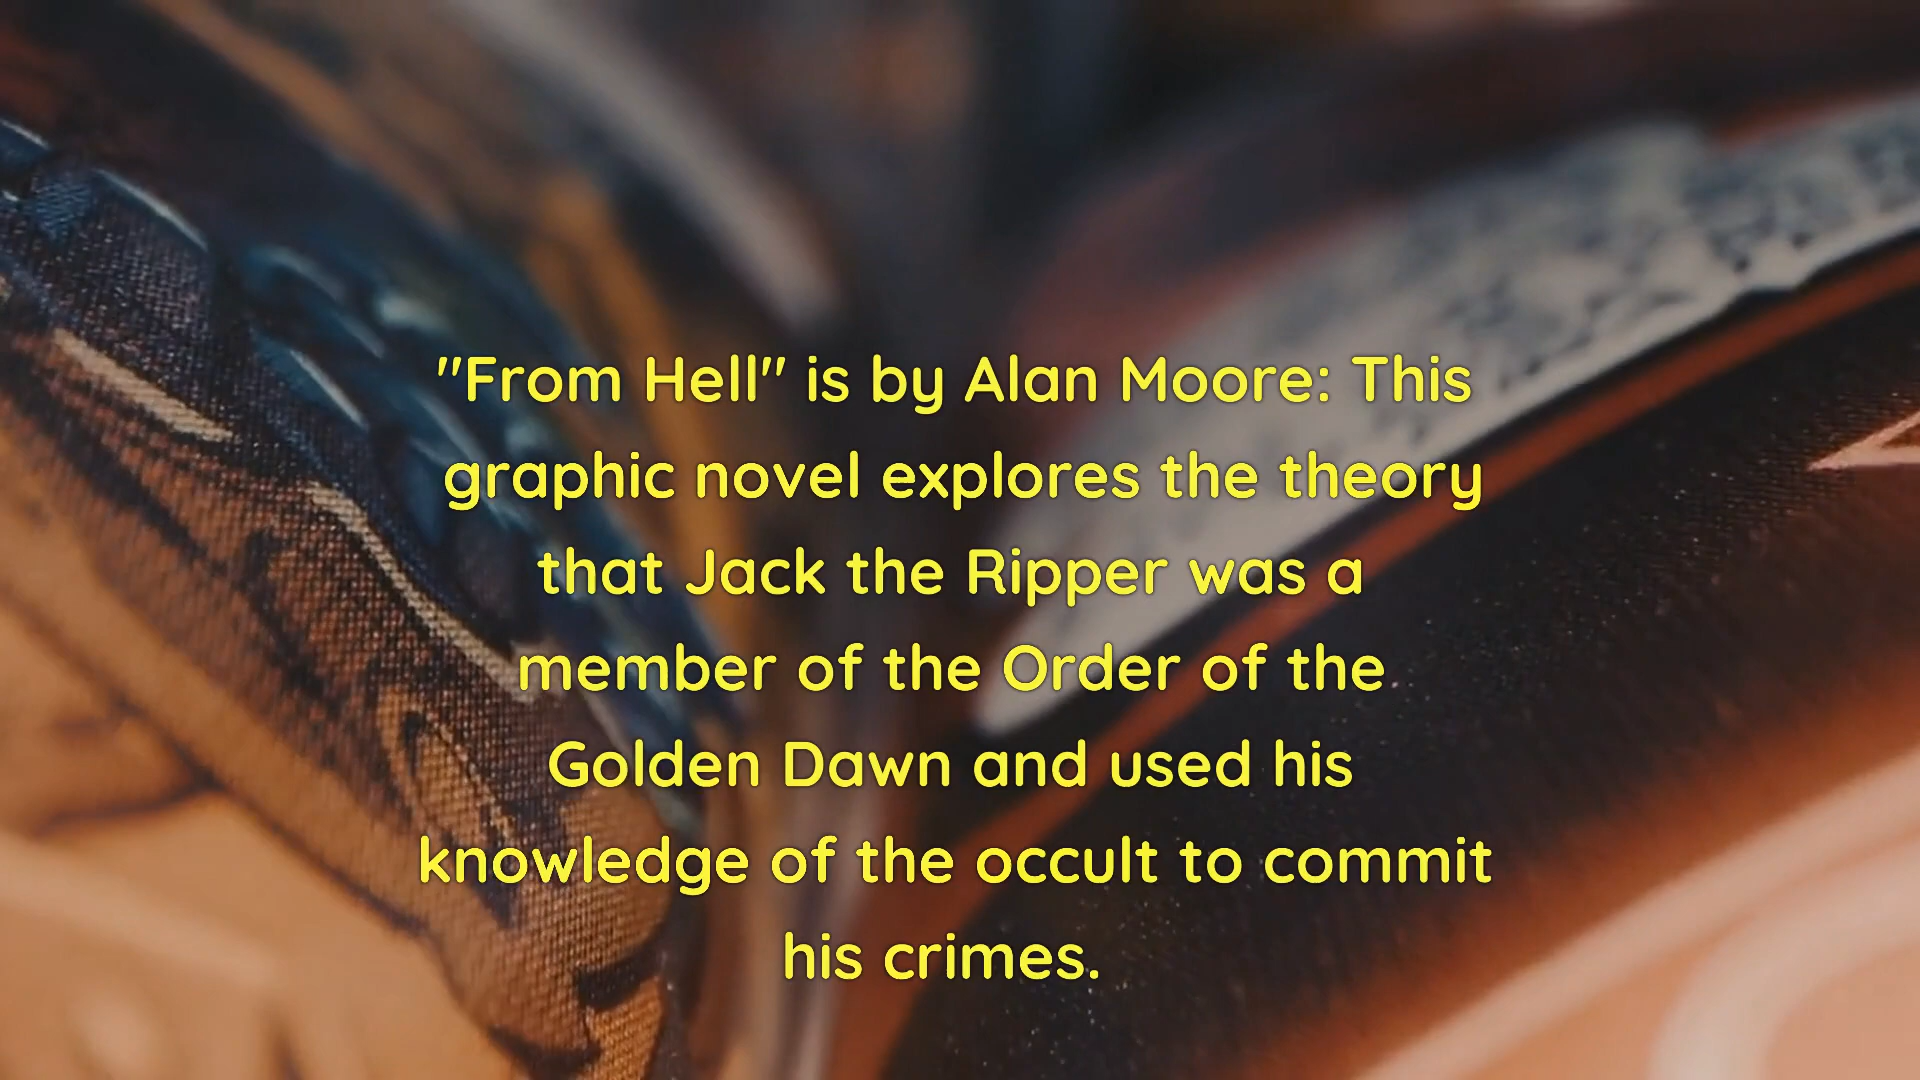 "From Hell" is by Alan Moore: This
graphic novel explores the theory
that Jack the Ripper was a
member of the Order of the
Golden Dawn and used his
knowledge of the occult to commit
his crimes.